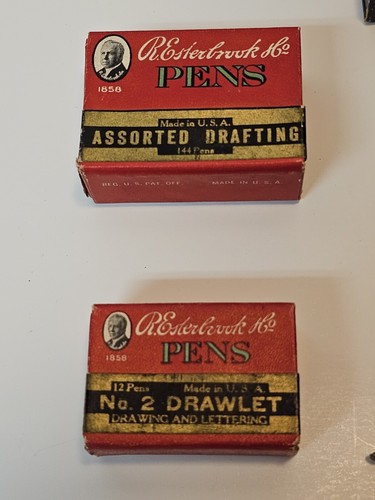 R.Esterbrook & Co
PENS
1858
Made in U.S.A.
ASSORTED DRAFTING
144 Pens
REG. U.S. PAT. OFF. MADE IN U.S.A.
R.Esterbrook & Co
PENS
1858
12 Pens Made in U.S.A.
No. 2 DRAWLET
DRAWING AND LETTERING